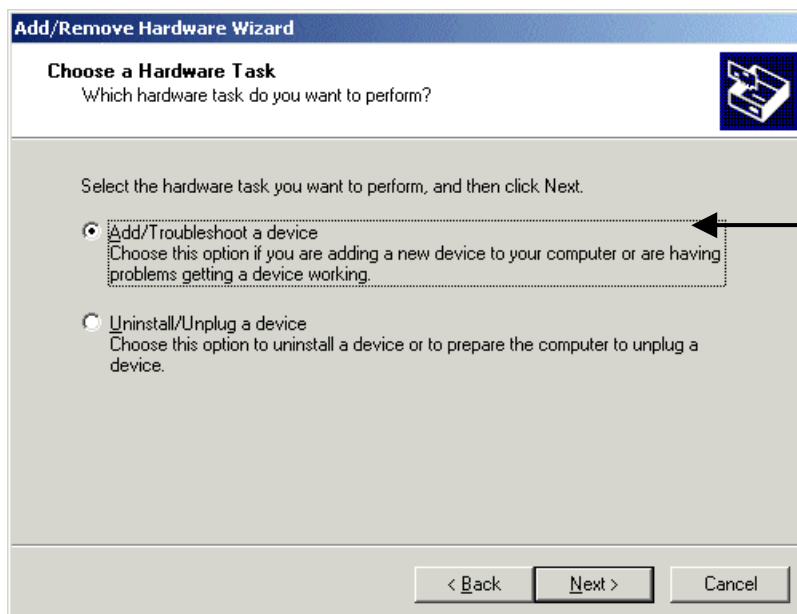 Add/Remove Hardware Wizard
Choose a Hardware Task
Which hardware task do you want to perform?
Select the hardware task you want to perform, and then click Next.
Add/Troubleshoot a device
Choose this option if you are adding a new device to your computer or are having
problems getting a device working.
Uninstall/Unplug a device
Choose this option to uninstall a device or to prepare the computer to unplug a
device.
< Back Next > Cancel